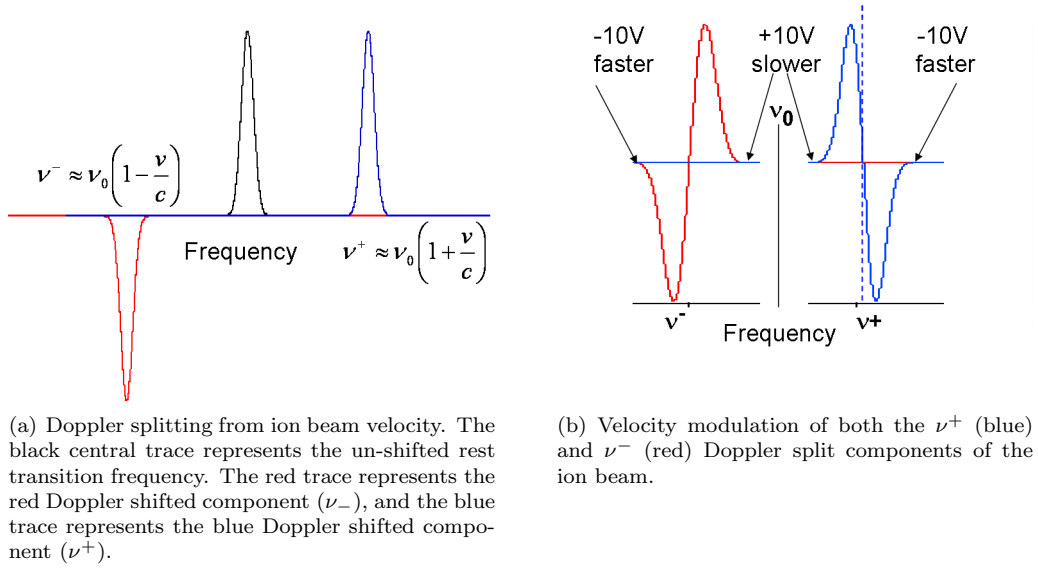 ν⁻ ≈ ν₀(1 − v/c)
Frequency
ν⁺ ≈ ν₀(1 + v/c)
(a) Doppler splitting from ion beam velocity. The
black central trace represents the un-shifted rest
transition frequency. The red trace represents the
red Doppler shifted component (ν₋), and the blue
trace represents the blue Doppler shifted compo-
nent (ν⁺).
-10V
faster
+10V
slower
-10V
faster
ν₀
ν-
ν+
Frequency
(b) Velocity modulation of both the ν⁺ (blue)
and ν⁻ (red) Doppler split components of the
ion beam.